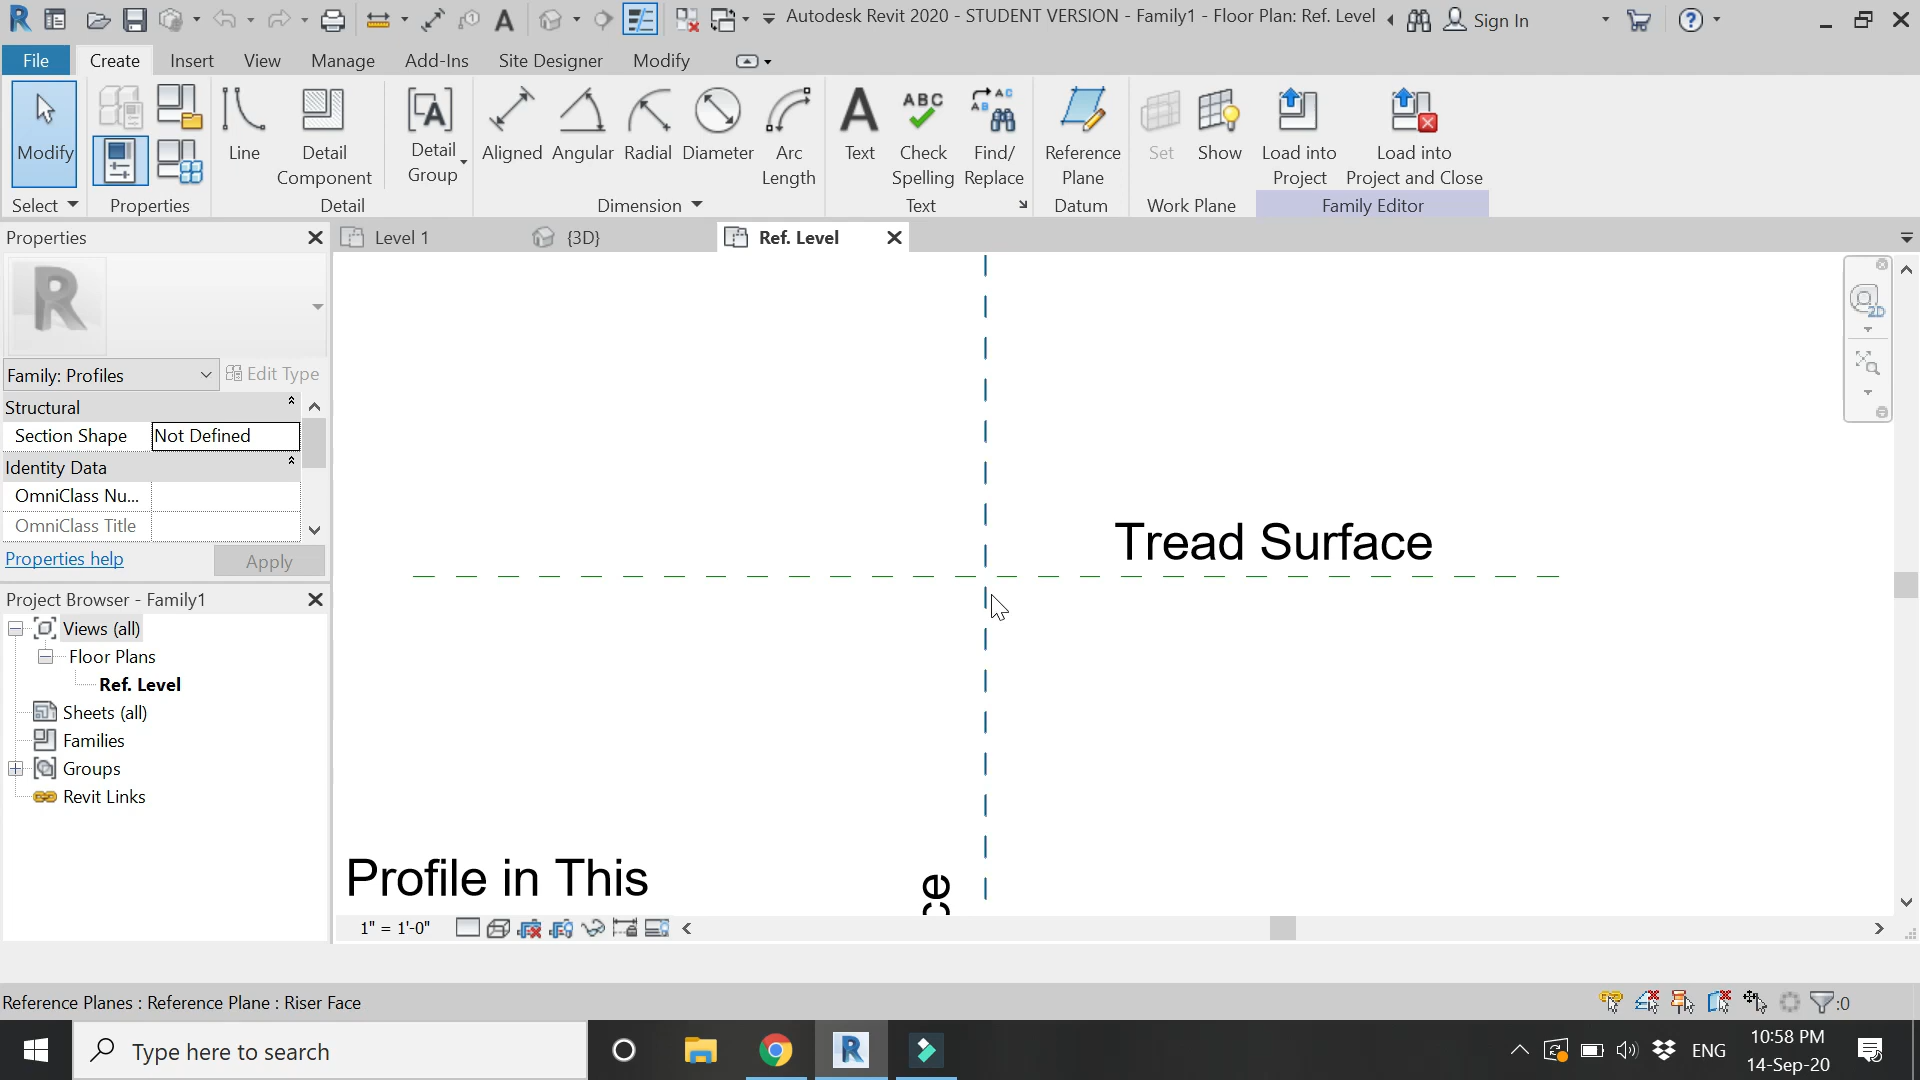 Autodesk Revit 2020 - STUDENT VERSION - Family1 - Floor Plan: Ref. Level
Sign In
File Create Insert View Manage Add-Ins Site Designer Modify
Modify
Line
Detail Component
Detail Group
Aligned
Angular
Radial
Diameter
Arc Length
Text
Check Spelling
Find/ Replace
Reference Plane
Set
Show
Load into Project
Load into Project and Close
Select Properties Detail Dimension Text Datum Work Plane Family Editor
Properties
Level 1
{3D}
Ref. Level
Family: Profiles
Edit Type
Structural
Section Shape Not Defined
Identity Data
OmniClass Nu...
OmniClass Title
Properties help
Apply
Project Browser - Family1
Views (all)
Floor Plans
Ref. Level
Sheets (all)
Families
Groups
Revit Links
2D
Tread Surface
Profile in This
ce
1" = 1'-0"
Reference Planes : Reference Plane : Riser Face
:0
Type here to search
ENG
10:58 PM
14-Sep-20